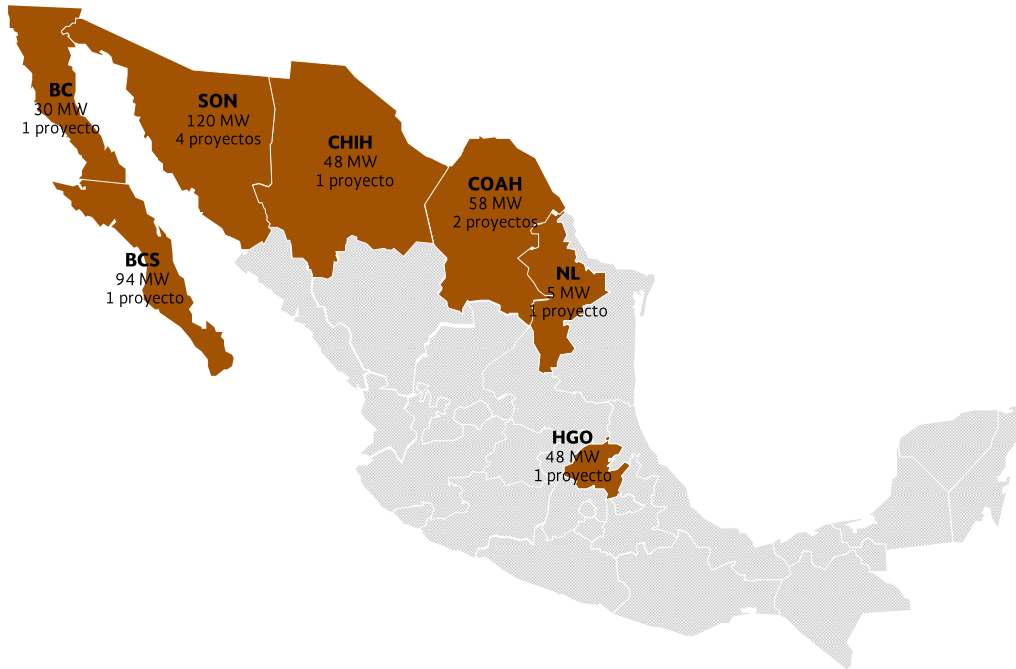 BC
30 MW
1 proyecto
SON
120 MW
4 proyectos
CHIH
48 MW
1 proyecto
COAH
58 MW
2 proyectos
BCS
94 MW
1 proyecto
NL
5 MW
1 proyecto
HGO
48 MW
1 proyecto